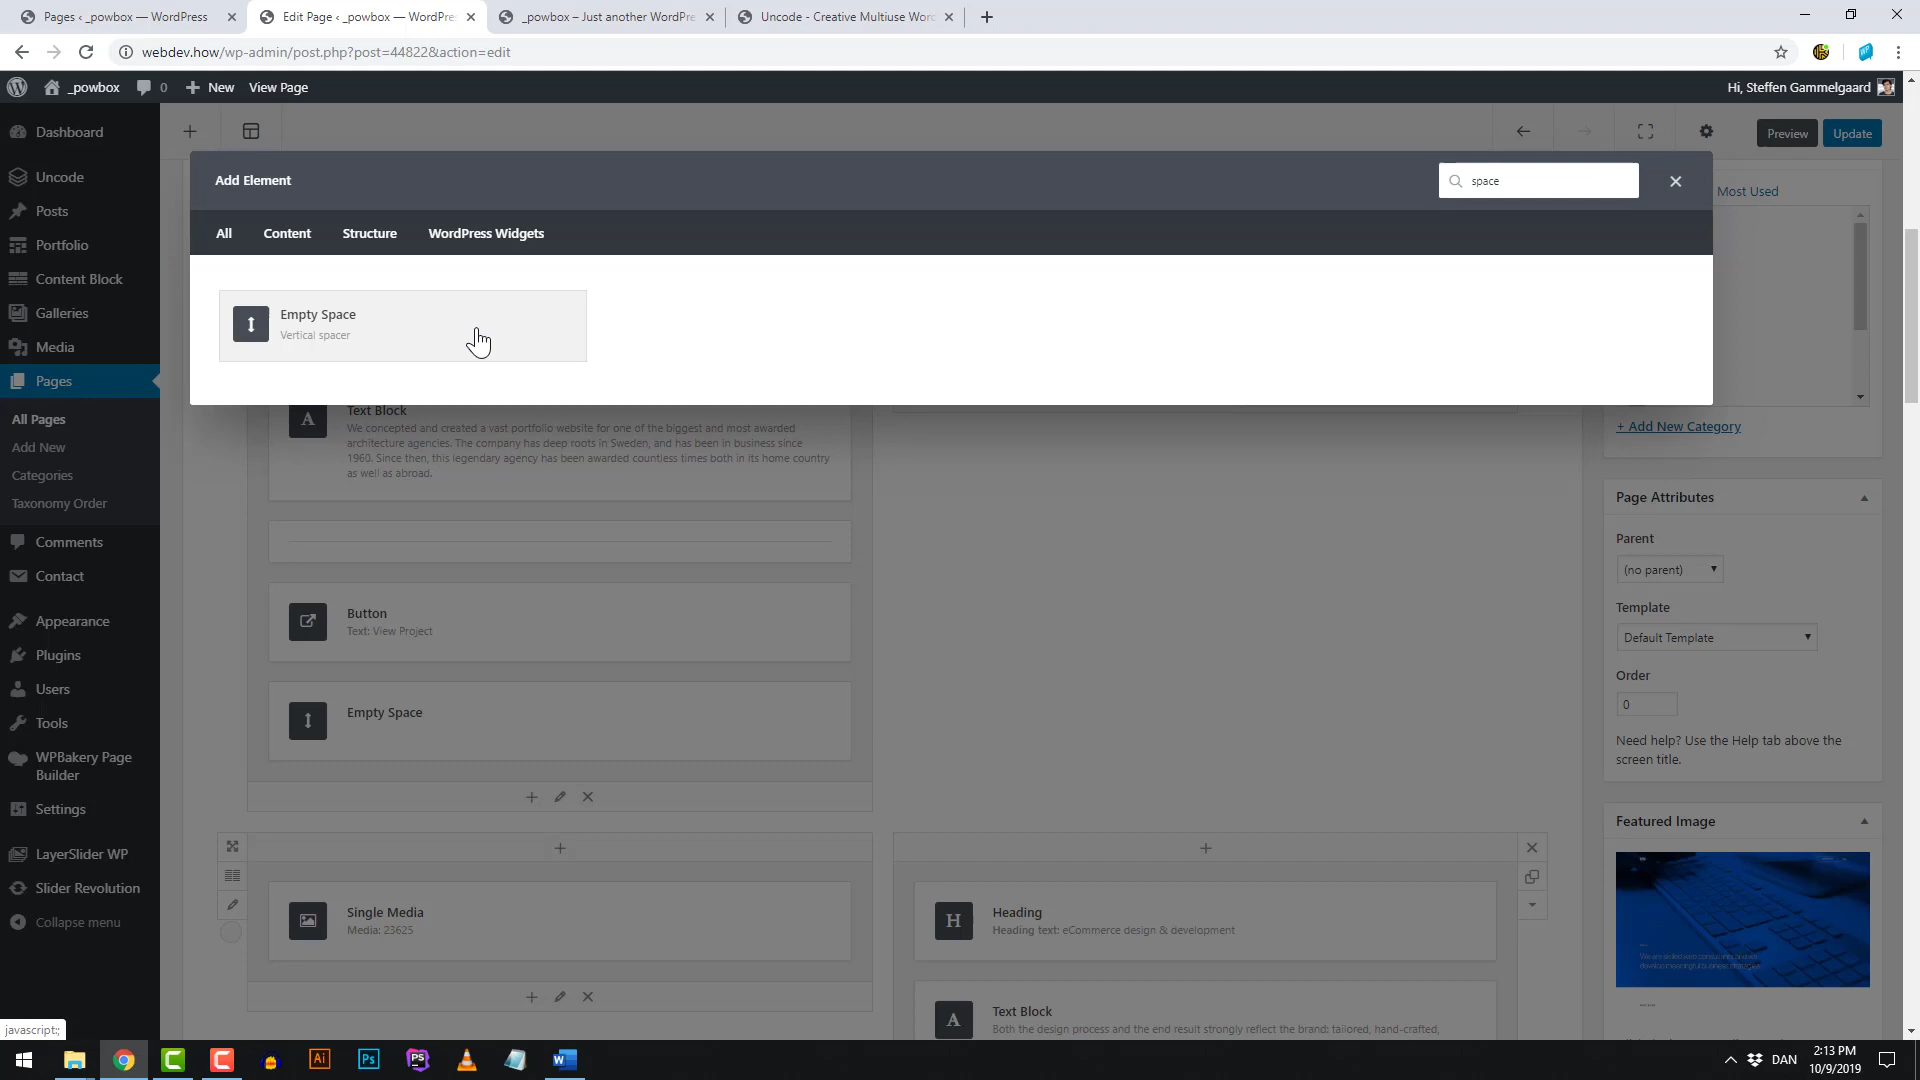 Pages ‹ _powbox — WordPress
Edit Page ‹ _powbox — WordPre
_powbox – Just another WordPre
Uncode - Creative Multiuse Word
webdev.how/wp-admin/post.php?post=44822&action=edit
_powbox
0
New
View Page
Hi, Steffen Gammelgaard
Dashboard
Uncode
Posts
Portfolio
Content Block
Galleries
Media
Pages
All Pages
Add New
Categories
Taxonomy Order
Comments
Contact
Appearance
Plugins
Users
Tools
WPBakery Page
Builder
Settings
LayerSlider WP
Slider Revolution
Collapse menu
javascript:;
Preview
Update
Add Element
space
All
Content
Structure
WordPress Widgets
Empty Space
Vertical spacer
Text Block
We concepted and created a vast portfolio website for one of the biggest and most awarded
architecture agencies. The company has deep roots in Sweden, and has been in business since
1960. Since then, this legendary agency has been awarded countless times both in its home country
as well as abroad.
Button
Text: View Project
Empty Space
Single Media
Media: 23625
Heading
Heading text: eCommerce design & development
Text Block
Both the design process and the end result strongly reflect the brand: tailored, hand-crafted,
Most Used
+ Add New Category
Page Attributes
Parent
(no parent)
Template
Default Template
Order
0
Need help? Use the Help tab above the
screen title.
Featured Image
DAN
2:13 PM
10/9/2019